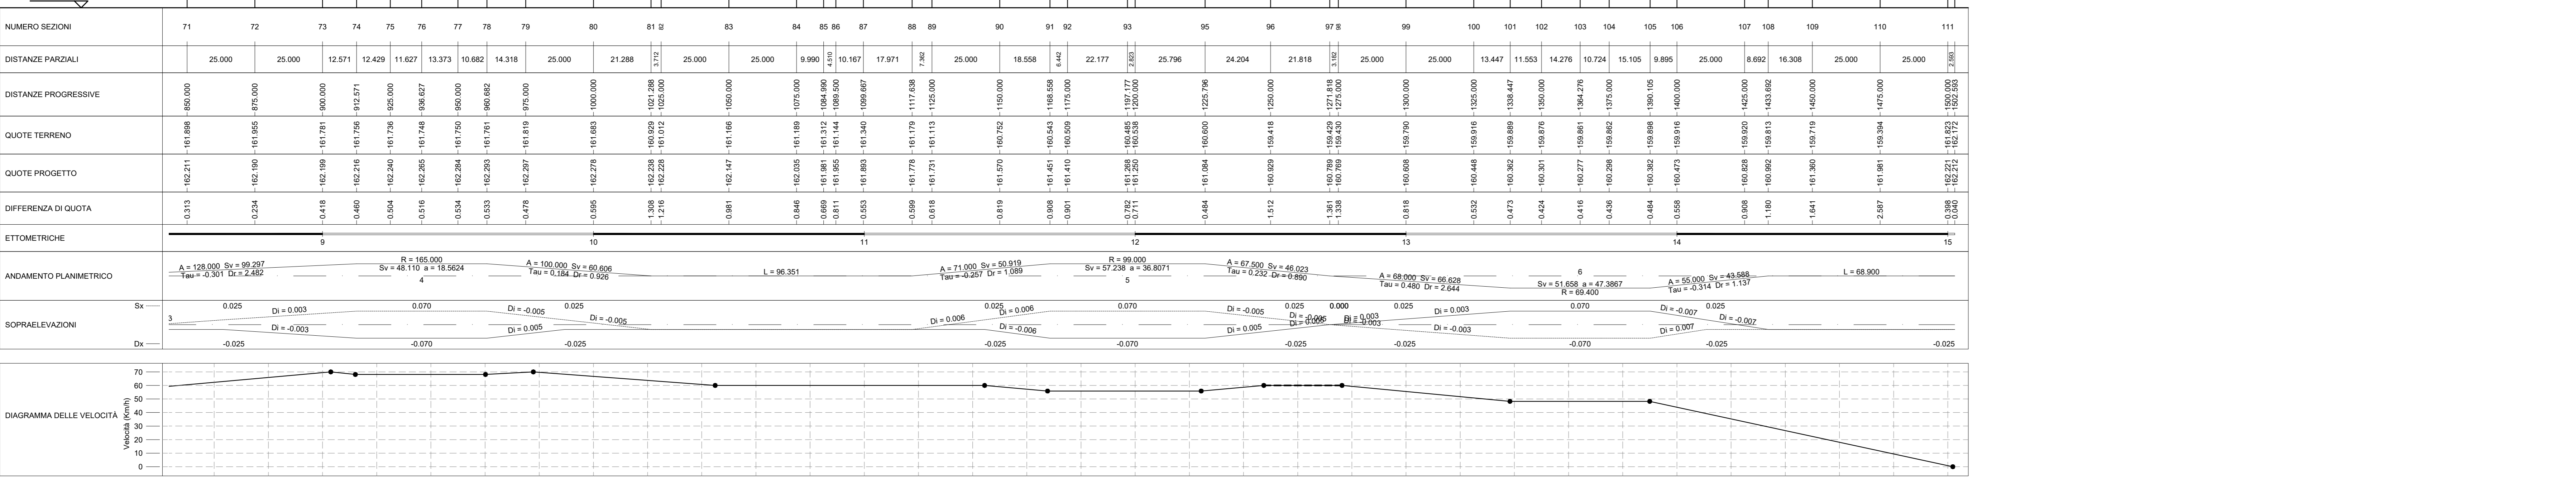 NUMERO SEZIONI 71 72 73 74 75 76 77 78 79 80 81 82 83 84 85 86 87 88 89 90 91 92 93 95 96 97 98 99 100 101 102 103 104 105 106 107 108 109 110 111
DISTANZE PARZIALI 25.000 25.000 12.571 12.429 11.627 13.373 10.682 14.318 25.000 21.288 3.712 25.000 25.000 9.990 4.510 10.167 17.971 7.362 25.000 18.558 6.442 22.177 2.823 25.796 24.204 21.818 3.182 25.000 25.000 13.447 11.553 14.276 10.724 15.105 9.895 25.000 8.692 16.308 25.000 25.000 2.593
DISTANZE PROGRESSIVE 850.000 875.000 900.000 912.571 925.000 936.627 950.000 960.682 975.000 1000.000 1021.288 1025.000 1050.000 1075.000 1084.990 1089.500 1099.667 1117.638 1125.000 1150.000 1168.558 1175.000 1197.177 1200.000 1225.796 1250.000 1271.818 1275.000 1300.000 1325.000 1338.447 1350.000 1364.276 1375.000 1390.105 1400.000 1425.000 1433.692 1450.000 1475.000 1500.000 1502.593
QUOTE TERRENO 161.898 161.955 161.781 161.756 161.736 161.748 161.750 161.761 161.819 161.683 160.929 161.012 161.166 161.189 161.312 161.144 161.340 161.179 161.113 160.752 160.543 160.509 160.485 160.538 160.600 159.418 159.429 159.430 159.790 159.916 159.889 159.876 159.861 159.862 159.898 159.916 159.920 159.813 159.719 159.394 161.823 162.172
QUOTE PROGETTO 162.211 162.190 162.199 162.216 162.240 162.265 162.284 162.293 162.297 162.278 162.238 162.228 162.147 162.035 161.981 161.955 161.893 161.778 161.731 161.570 161.451 161.410 161.268 161.250 161.084 160.929 160.789 160.769 160.608 160.448 160.362 160.301 160.277 160.298 160.382 160.473 160.828 160.992 161.360 161.981 162.221 162.212
DIFFERENZA DI QUOTA 0.313 0.234 0.418 0.460 0.504 0.516 0.534 0.533 0.478 0.595 1.308 1.216 0.981 0.846 0.669 0.811 0.553 0.599 0.618 0.819 0.908 0.901 0.782 0.711 0.484 1.512 1.361 1.338 0.818 0.532 0.473 0.424 0.416 0.436 0.484 0.558 0.908 1.180 1.641 2.587 0.398 0.040
ETTOMETRICHE 9 10 11 12 13 14 15
ANDAMENTO PLANIMETRICO
A = 128.000 Sv = 99.297
Tau = -0.301 Dr = 2.482
R = 165.000
Sv = 48.110 a = 18.5624
4
A = 100.000 Sv = 60.606
Tau = 0.184 Dr = 0.926
L = 96.351
A = 71.000 Sv = 50.919
Tau = -0.257 Dr = 1.089
R = 99.000
Sv = 57.238 a = 36.8071
5
A = 67.500 Sv = 46.023
Tau = 0.232 Dr = 0.890
A = 68.000 Sv = 66.628
Tau = 0.480 Dr = 2.644
6
Sv = 51.658 a = 47.3867
R = 69.400
A = 55.000 Sv = 43.588
Tau = -0.314 Dr = 1.137
L = 68.900
SOPRAELEVAZIONI
Sx 0.025 0.070 0.025 0.025 0.070 0.025 0.000 0.025 0.070 0.025
3 Di = 0.003 Di = -0.005 Di = -0.005 Di = 0.006 Di = 0.006 Di = -0.005 Di = -0.005 Di = 0.003 Di = 0.003 Di = -0.007 Di = -0.007
Di = -0.003 Di = 0.005 Di = -0.006 Di = 0.005 Di = 0.005 Di = -0.003 Di = -0.003 Di = 0.007
Dx -0.025 -0.070 -0.025 -0.025 -0.070 -0.025 -0.025 -0.070 -0.025 -0.025
DIAGRAMMA DELLE VELOCITÀ
Velocità (Km/h)
70
60
50
40
30
20
10
0